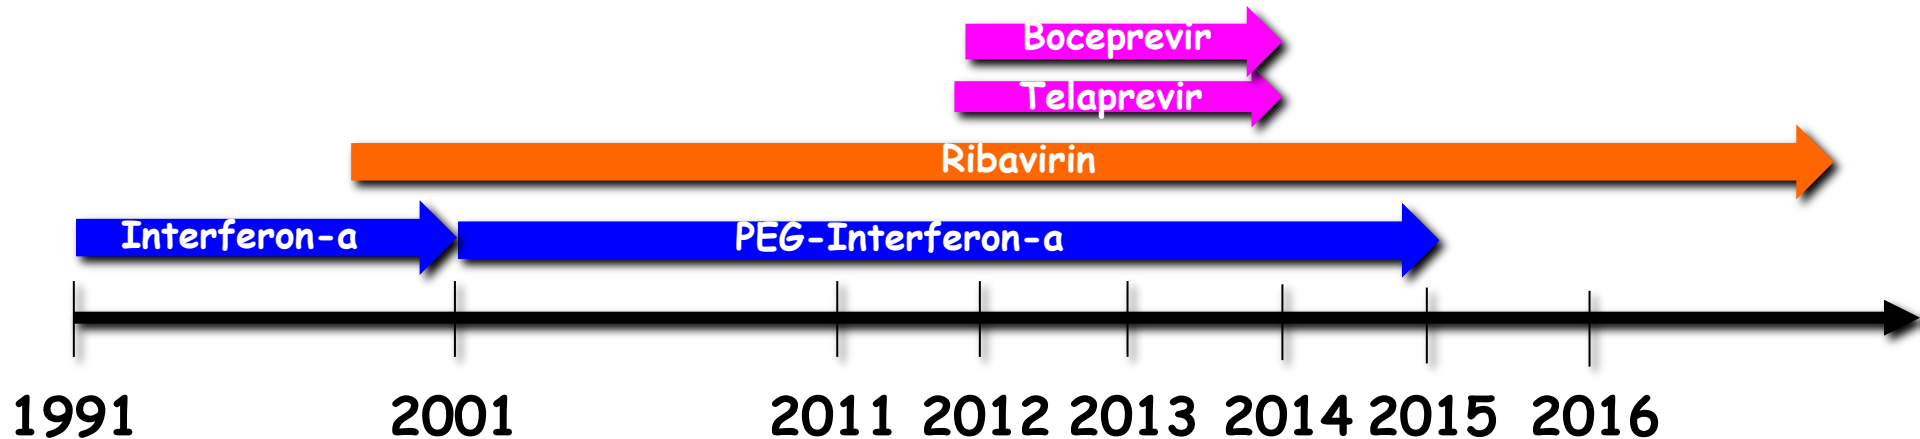 Boceprevir
Telaprevir
Ribavirin
Interferon-a
PEG-Interferon-a
1991 2001 2011 2012 2013 2014 2015 2016